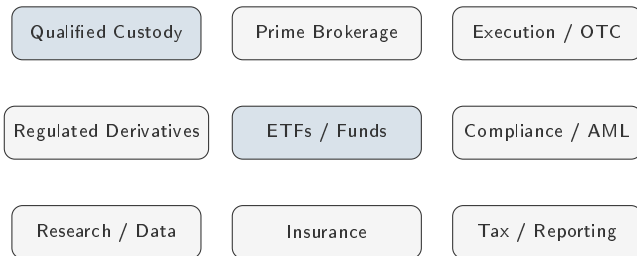 Qualified Custody
Prime Brokerage
Execution / OTC
Regulated Derivatives
ETFs / Funds
Compliance / AML
Research / Data
Insurance
Tax / Reporting